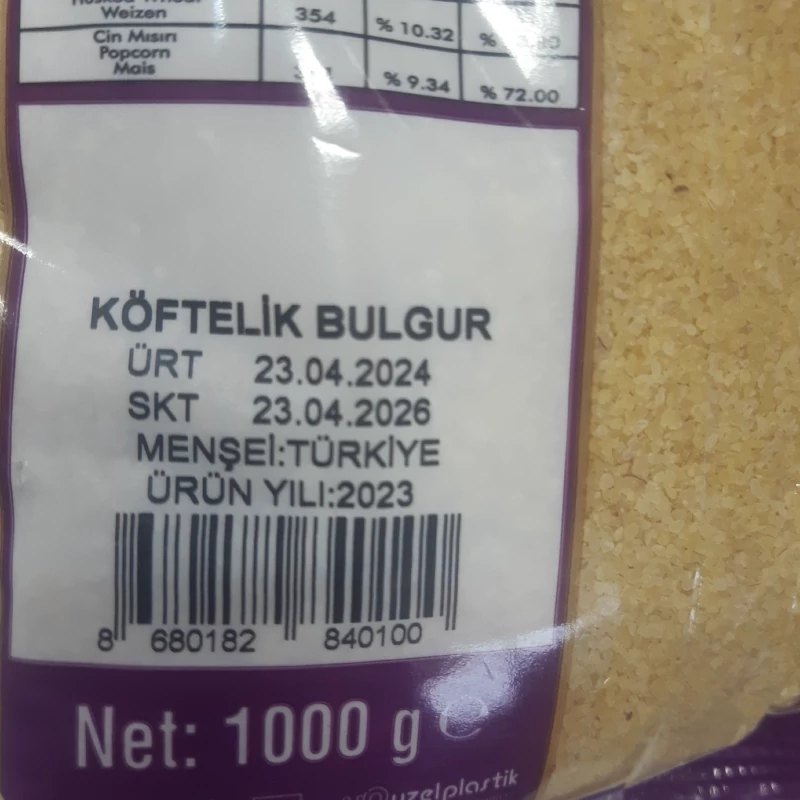 Weizen 354 % 10.32 %
Cin Mısırı
Popcorn
Mais % 9.34 % 72.00
KÖFTELİK BULGUR
ÜRT 23.04.2024
SKT 23.04.2026
MENŞEİ:TÜRKİYE
ÜRÜN YILI:2023
8 680182 840100
Net: 1000 g e
uzelplastik